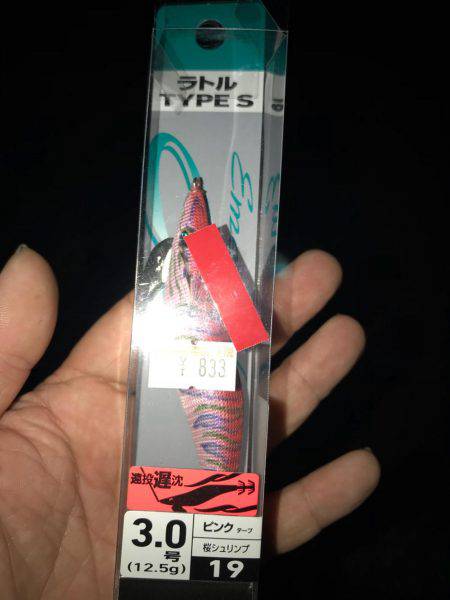 ラトル
TYPE S
Em
¥ 833
遠投 遅 沈
3.0
号
(12.5g)
ピンク テープ
桜シュリンプ
19